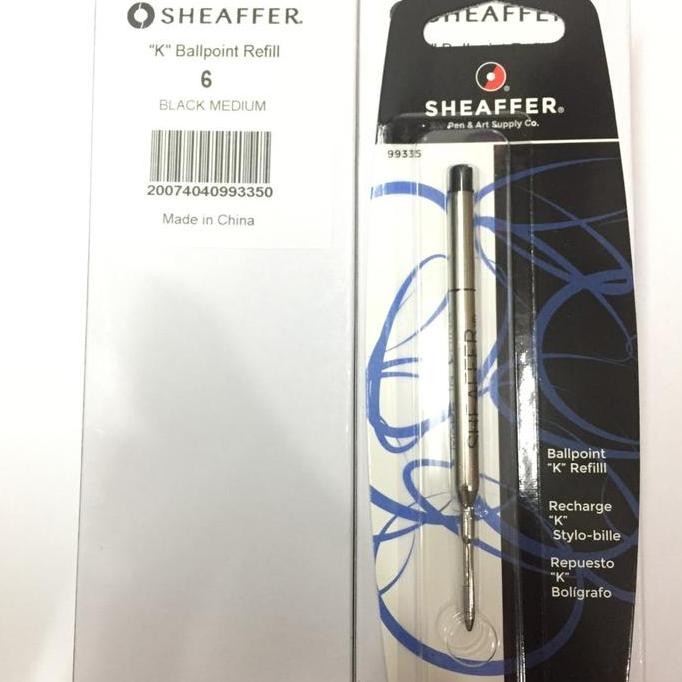 SHEAFFER.
"K" Ballpoint Refill
6
BLACK MEDIUM
20074040993350
Made in China
SHEAFFER
SHEAFFER®
Pen & Art Supply Co.
99335
SHEAFFER
Ballpoint
"K" Refilll
Recharge
"K"
Stylo-bille
Repuesto
"K"
Bolígrafo